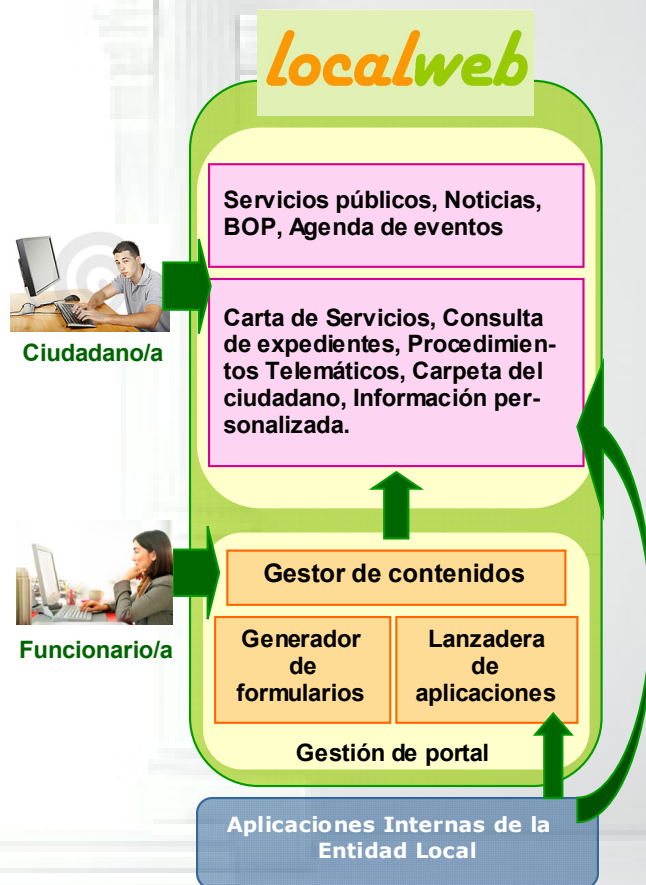 localweb
Servicios públicos, Noticias,
BOP, Agenda de eventos
Carta de Servicios, Consulta
de expedientes, Procedimien-
tos Telemáticos, Carpeta del
ciudadano, Información per-
sonalizada.
Ciudadano/a
Gestor de contenidos
Generador
de
formularios
Lanzadera
de
aplicaciones
Funcionario/a
Gestión de portal
Aplicaciones Internas de la
Entidad Local